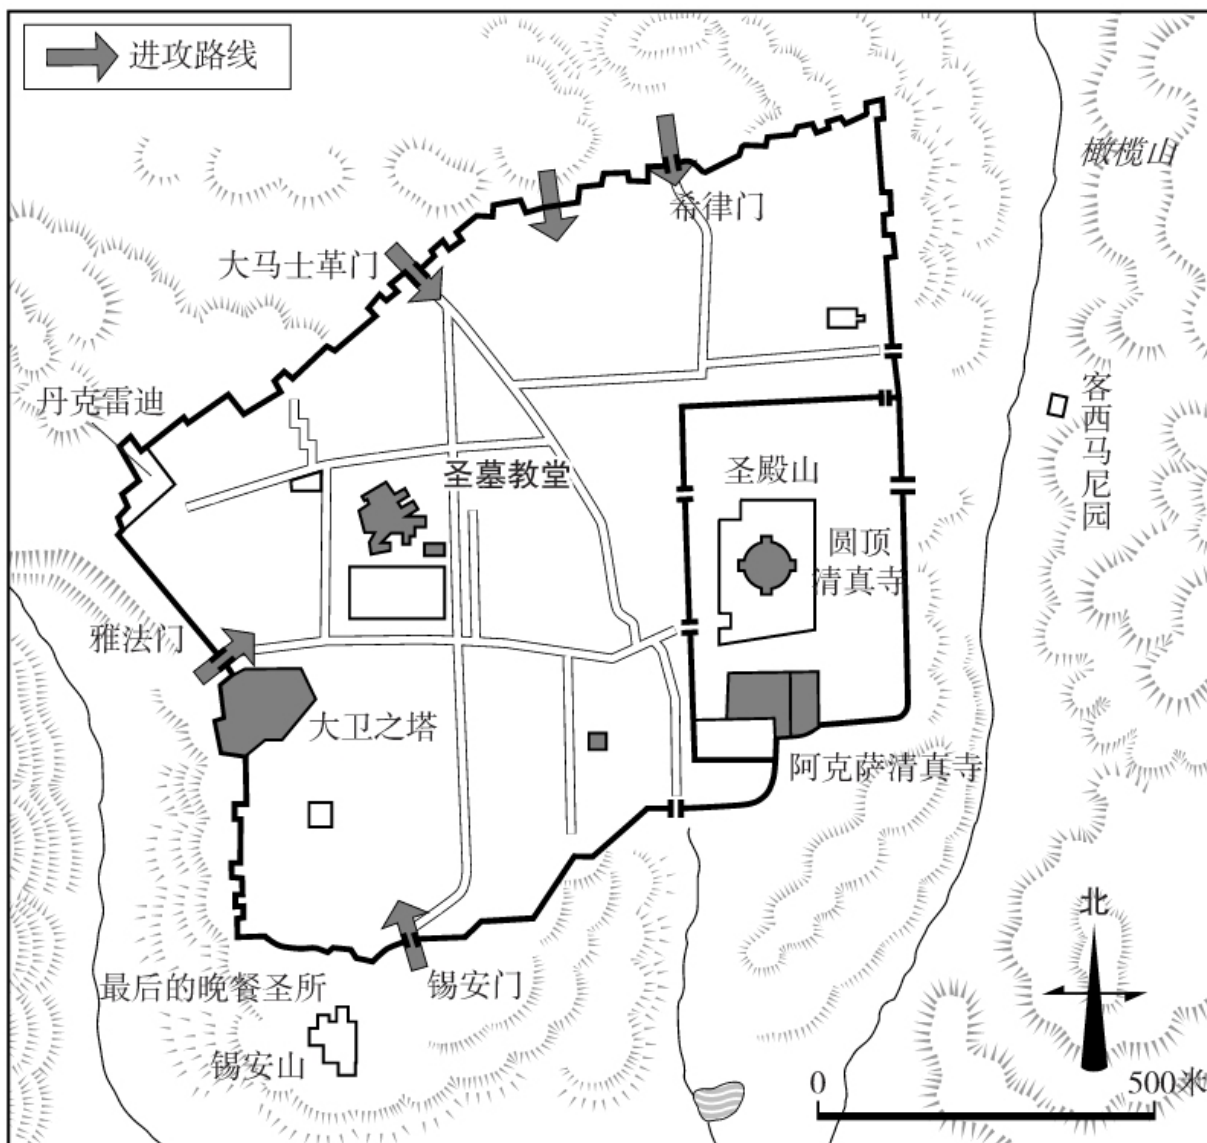 进攻路线
橄榄山
希律门
大马士革门
丹克雷迪
客西马尼园
圣墓教堂
圣殿山
圆顶
清真寺
雅法门
大卫之塔
阿克萨清真寺
北
最后的晚餐圣所
锡安门
锡安山
0
500米